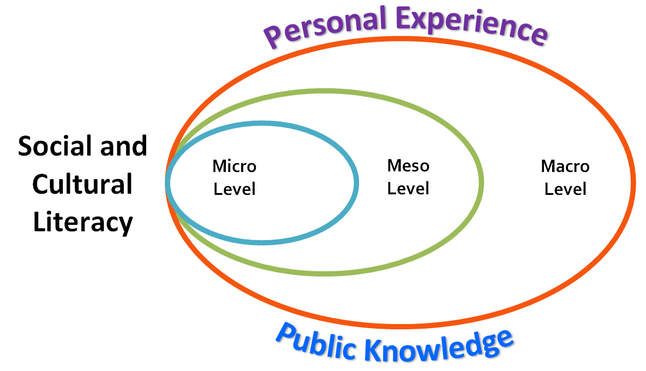 Personal Experience
Social and
Cultural
Literacy
Micro
Level
Meso
Level
Macro
Level
Public Knowledge